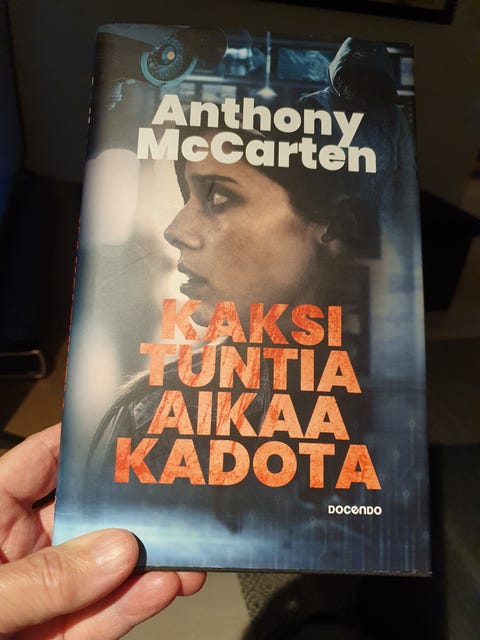 Anthony
McCarten
KAKSI
TUNTIA
AIKAA
KADOTA
DOCENDO